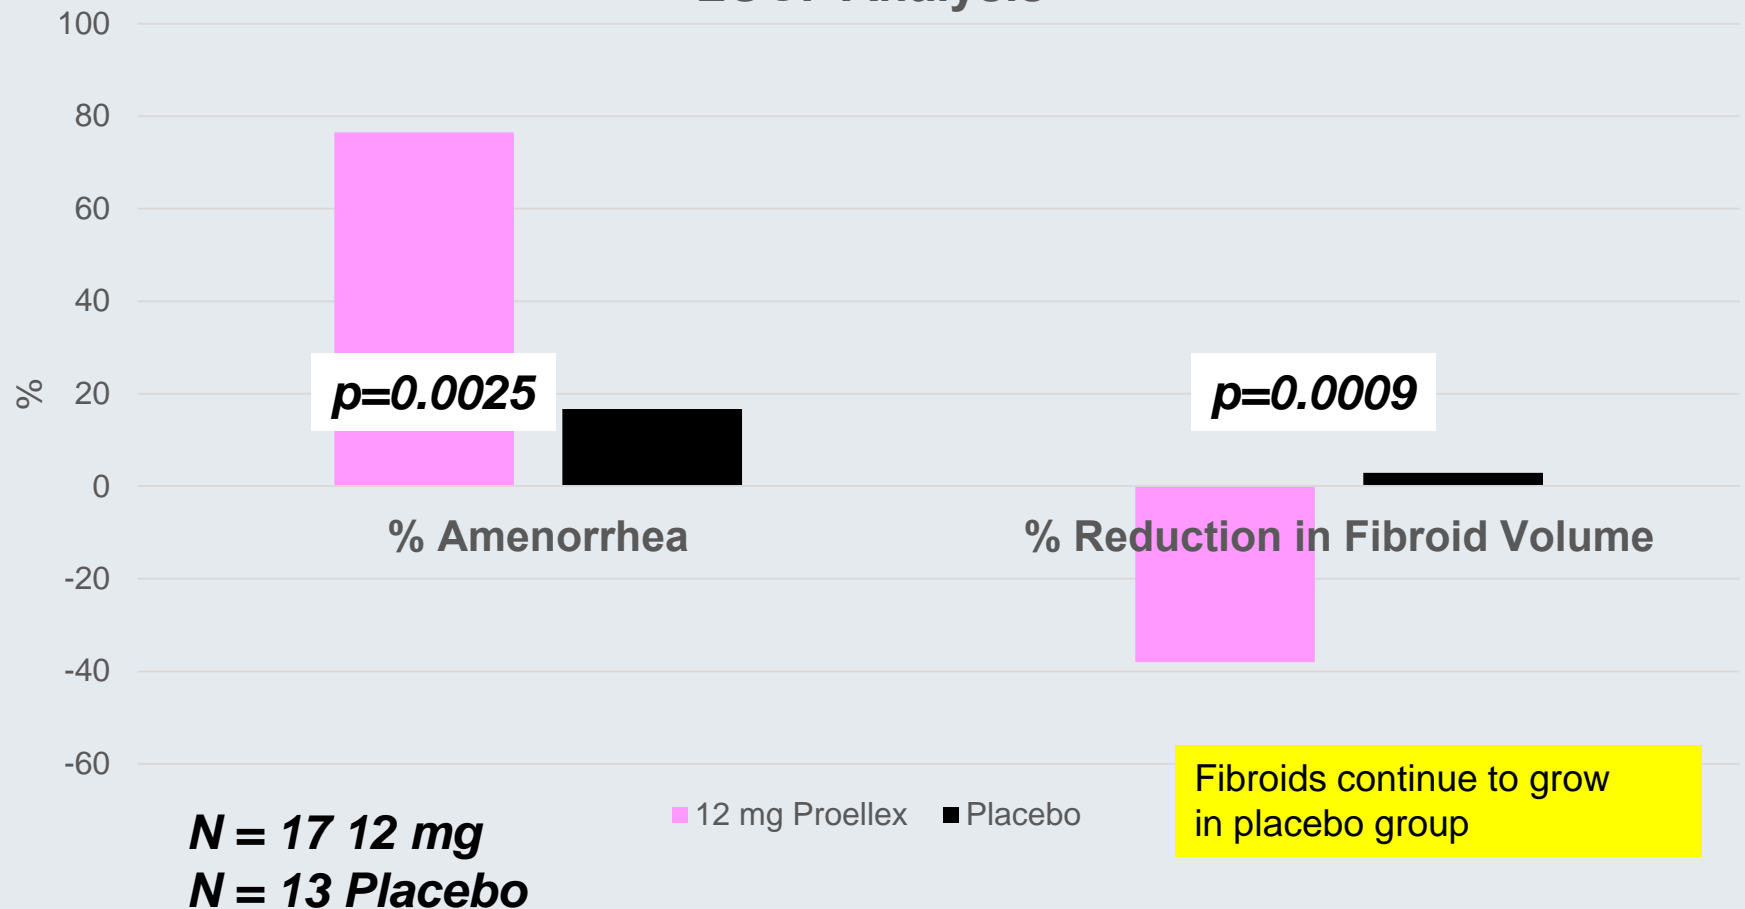 100
80
60
40
20
0
-20
-40
-60
%
p=0.0025
p=0.0009
% Amenorrhea
% Reduction in Fibroid Volume
12 mg Proellex
Placebo
Fibroids continue to grow
in placebo group
N = 17 12 mg
N = 13 Placebo